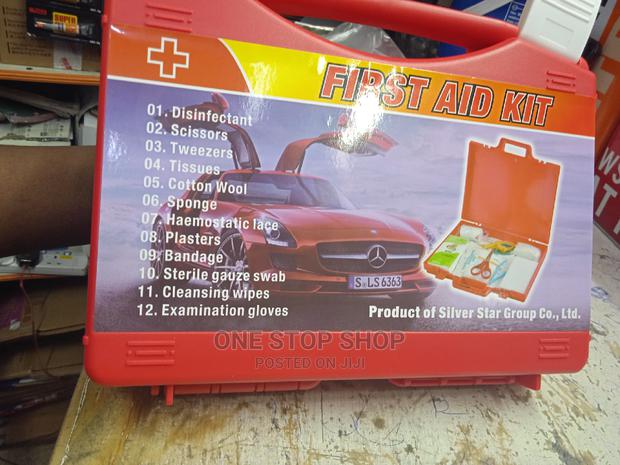 SUPER
FIRST AID KIT
01. Disinfectant
02. Scissors
03. Tweezers
04. Tissues
05. Cotton Wool
06. Sponge
07. Haemostatic lace
08. Plasters
09. Bandage
10. Sterile gauze swab
11. Cleansing wipes
12. Examination gloves
S LS 6363
Product of Silver Star Group Co., Ltd.
ONE STOP SHOP
POSTED ON JIJI